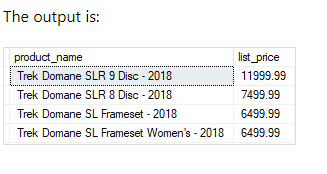 The output is:
product_name list_price
Trek Domane SLR 9 Disc - 2018 11999.99
Trek Domane SLR 8 Disc - 2018 7499.99
Trek Domane SL Frameset - 2018 6499.99
Trek Domane SL Frameset Women's - 2018 6499.99